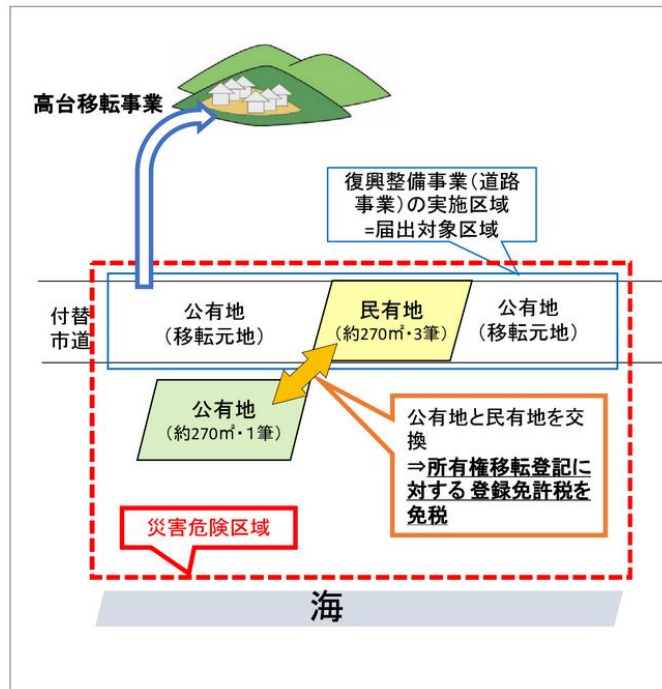 高台移転事業
復興整備事業(道路
事業)の実施区域
=届出対象区域
付替
市道
公有地
(移転元地)
民有地
(約270㎡・3筆)
公有地
(移転元地)
公有地
(約270㎡・1筆)
公有地と民有地を交
換
⇒所有権移転登記に
対する登録免許税を
免税
災害危険区域
海